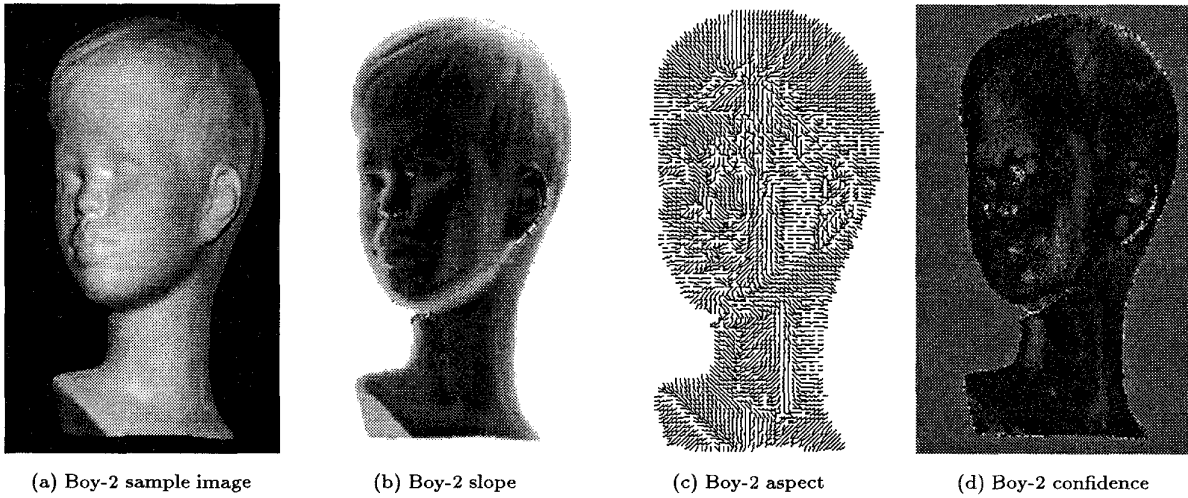 (a) Boy-2 sample image
(b) Boy-2 slope
(c) Boy-2 aspect
(d) Boy-2 confidence